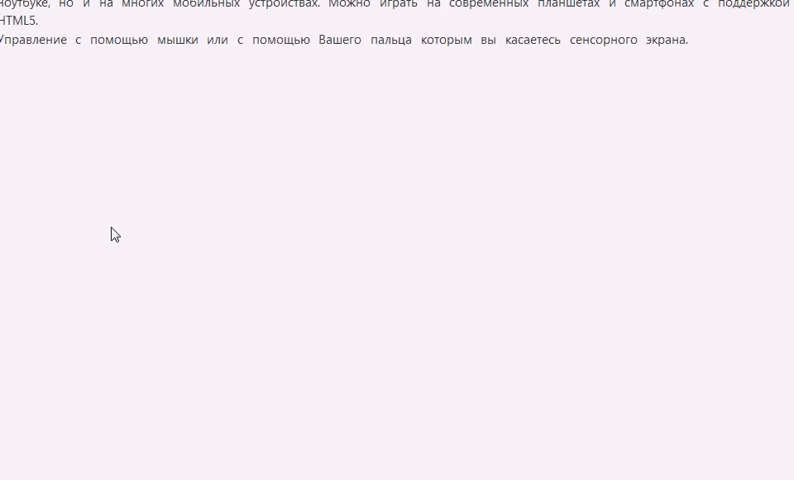 ноутбуке, но и на многих мобильных устройствах. Можно играть на современных планшетах и смартфонах с поддержкой
HTML5.
Управление с помощью мышки или с помощью Вашего пальца которым вы касаетесь сенсорного экрана.